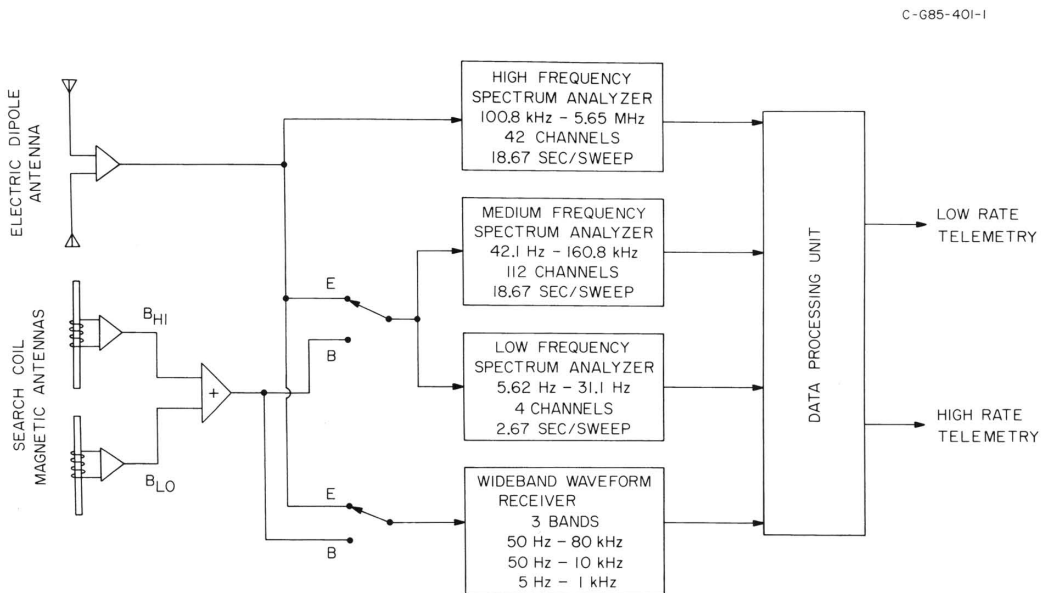 C-G85-401-1
ELECTRIC DIPOLE
ANTENNA
SEARCH COIL
MAGNETIC ANTENNAS
BHI
BLO
+
E
B
E
B
HIGH FREQUENCY
SPECTRUM ANALYZER
100.8 kHz – 5.65 MHz
42 CHANNELS
18.67 SEC/SWEEP
MEDIUM FREQUENCY
SPECTRUM ANALYZER
42.1 Hz – 160.8 kHz
112 CHANNELS
18.67 SEC/SWEEP
LOW FREQUENCY
SPECTRUM ANALYZER
5.62 Hz – 31.1 Hz
4 CHANNELS
2.67 SEC/SWEEP
WIDEBAND WAVEFORM
RECEIVER
3 BANDS
50 Hz – 80 kHz
50 Hz – 10 kHz
5 Hz – 1 kHz
DATA PROCESSING UNIT
LOW RATE
TELEMETRY
HIGH RATE
TELEMETRY